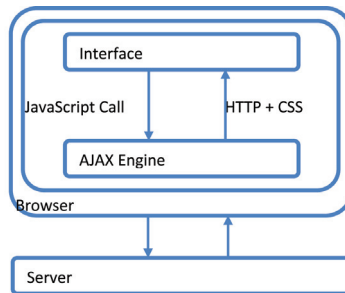 Interface
JavaScript Call
HTTP + CSS
AJAX Engine
Browser
Server